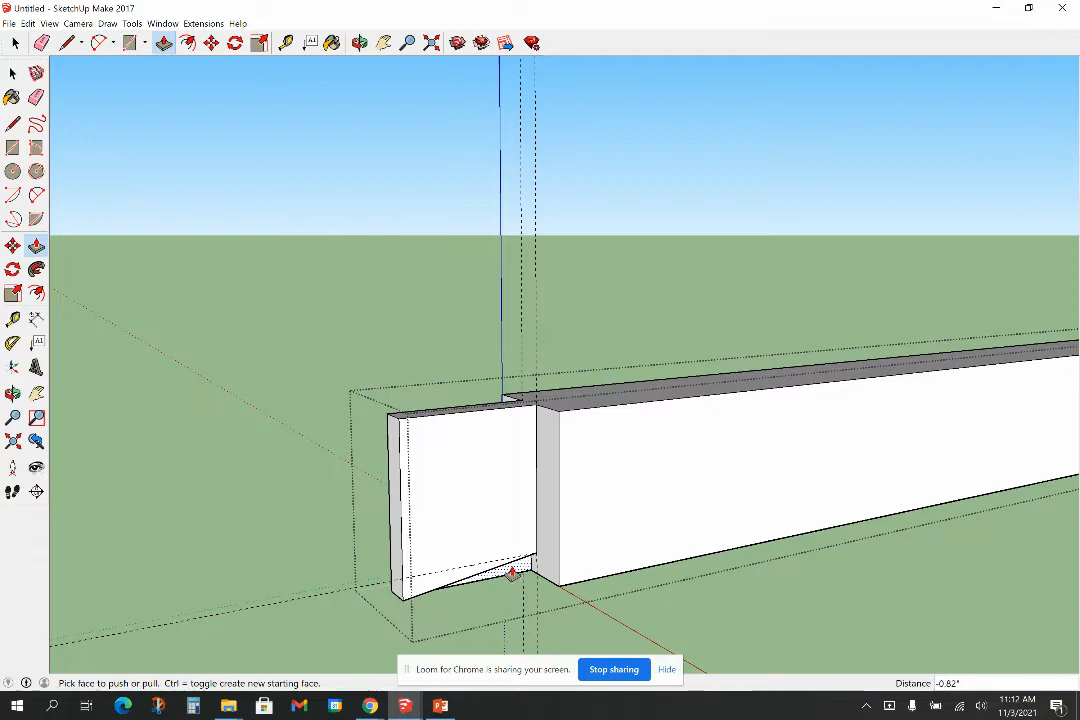 Untitled - SketchUp Make 2017
File Edit View Camera Draw Tools Window Extensions Help
A1
A1
Loom for Chrome is sharing your screen. Stop sharing Hide
Pick face to push or pull. Ctrl = toggle create new starting face. Distance -0.82"
11:12 AM
11/3/2021